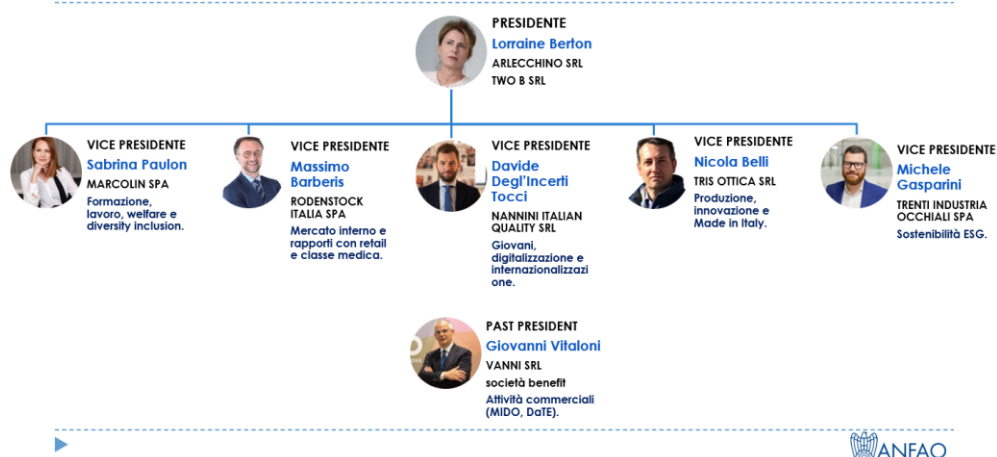 PRESIDENTE
Lorraine Berton
ARLECCHINO SRL
TWO B SRL
VICE PRESIDENTE
Sabrina Paulon
MARCOLIN SPA
Formazione,
lavoro, welfare e
diversity inclusion.
VICE PRESIDENTE
Massimo
Barberis
RODENSTOCK
ITALIA SPA
Mercato interno e
rapporti con retail
e classe medica.
VICE PRESIDENTE
Davide
Degl'Incerti
Tocci
NANNINI ITALIAN
QUALITY SRL
Giovani,
digitalizzazione e
internazionalizzazi
one.
VICE PRESIDENTE
Nicola Belli
TRIS OTTICA SRL
Produzione,
innovazione e
Made in Italy.
VICE PRESIDENTE
Michele
Gasparini
TRENTI INDUSTRIA
OCCHIALI SPA
Sostenibilità ESG.
PAST PRESIDENT
Giovanni Vitaloni
VANNI SRL
società benefit
Attività commerciali
(MIDO, DaTE).
ANFAO